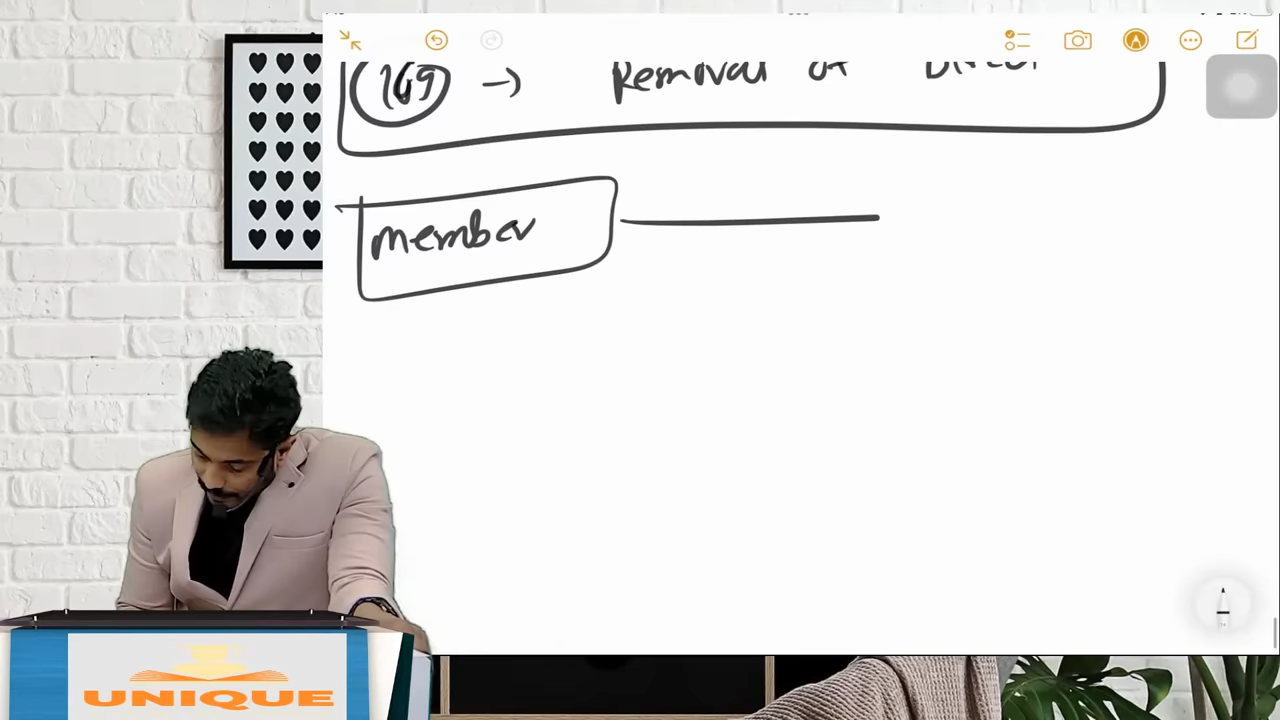 169 → Removal of
member
UNIQUE